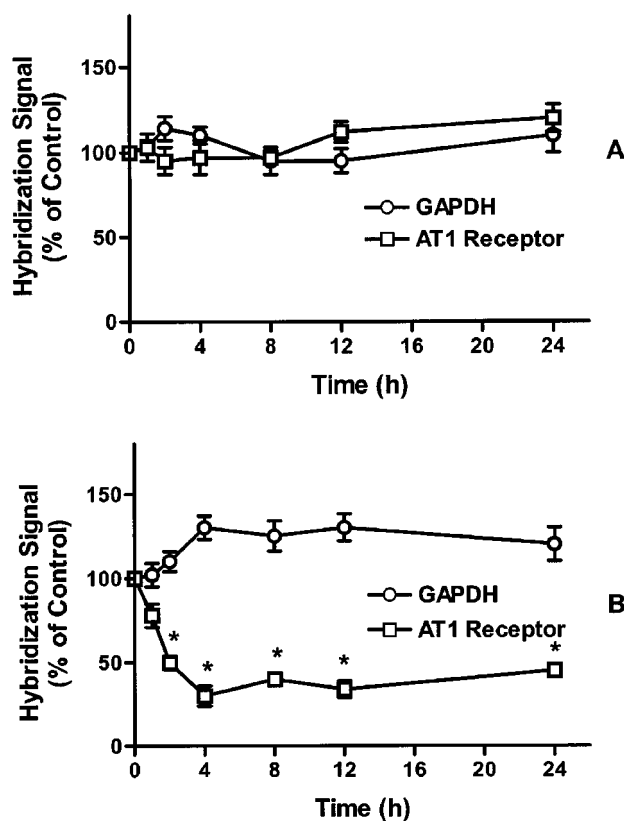 Hybridization Signal
(% of Control)
150
100
50
0
GAPDH
AT1 Receptor
A
0 4 8 12 16 20 24
Time (h)
Hybridization Signal
(% of Control)
150
100
50
0
GAPDH
AT1 Receptor
* * * * *
B
0 4 8 12 16 20 24
Time (h)